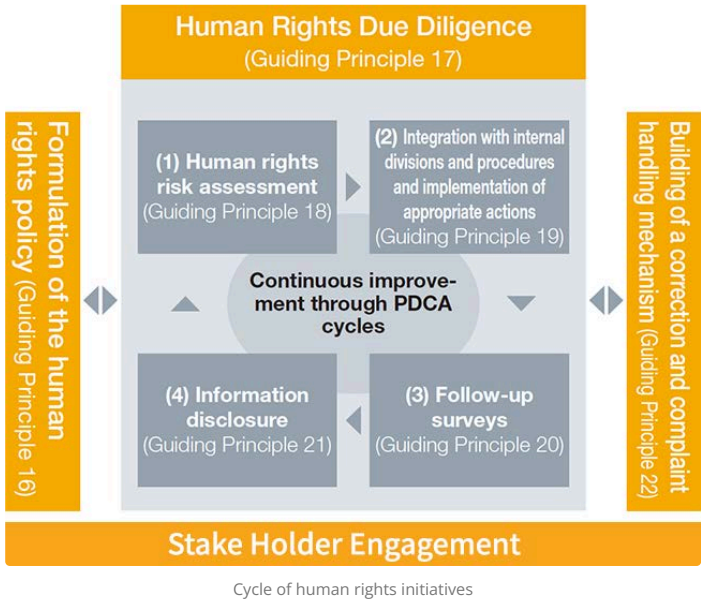 Human Rights Due Diligence
(Guiding Principle 17)
Formulation of the human
rights policy (Guiding Principle 16)
(1) Human rights
risk assessment
(Guiding Principle 18)
(2) Integration with internal
divisions and procedures
and implementation of
appropriate actions
(Guiding Principle 19)
Continuous improve-
ment through PDCA
cycles
(4) Information
disclosure
(Guiding Principle 21)
(3) Follow-up
surveys
(Guiding Principle 20)
Building of a correction and complaint
handling mechanism (Guiding Principle 22)
Stake Holder Engagement
Cycle of human rights initiatives